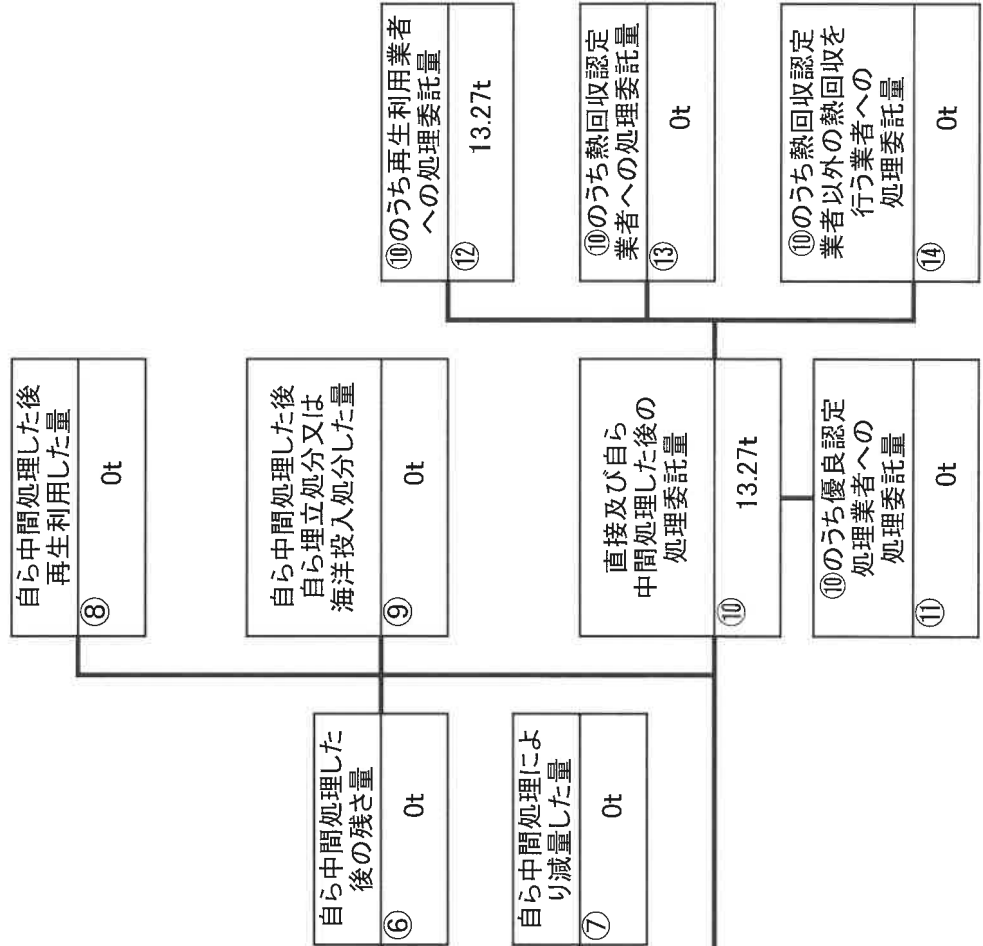 自ら中間処理した後
再生利用した量
⑧
0t
自ら中間処理した
後の残さ量
⑥
0t
自ら中間処理した後
自ら埋立処分又は
海洋投入処分した量
⑨
0t
自ら中間処理によ
り減量した量
⑦
0t
直接及び自ら
中間処理した後の
処理委託量
⑩
13.27t
⑩のうち優良認定
処理業者への
処理委託量
⑪
0t
⑩のうち再生利用業者
への処理委託量
⑫
13.27t
⑩のうち熱回収認定
業者への処理委託量
⑬
0t
⑩のうち熱回収認定
業者以外の熱回収を
行う業者への
処理委託量
⑭
0t